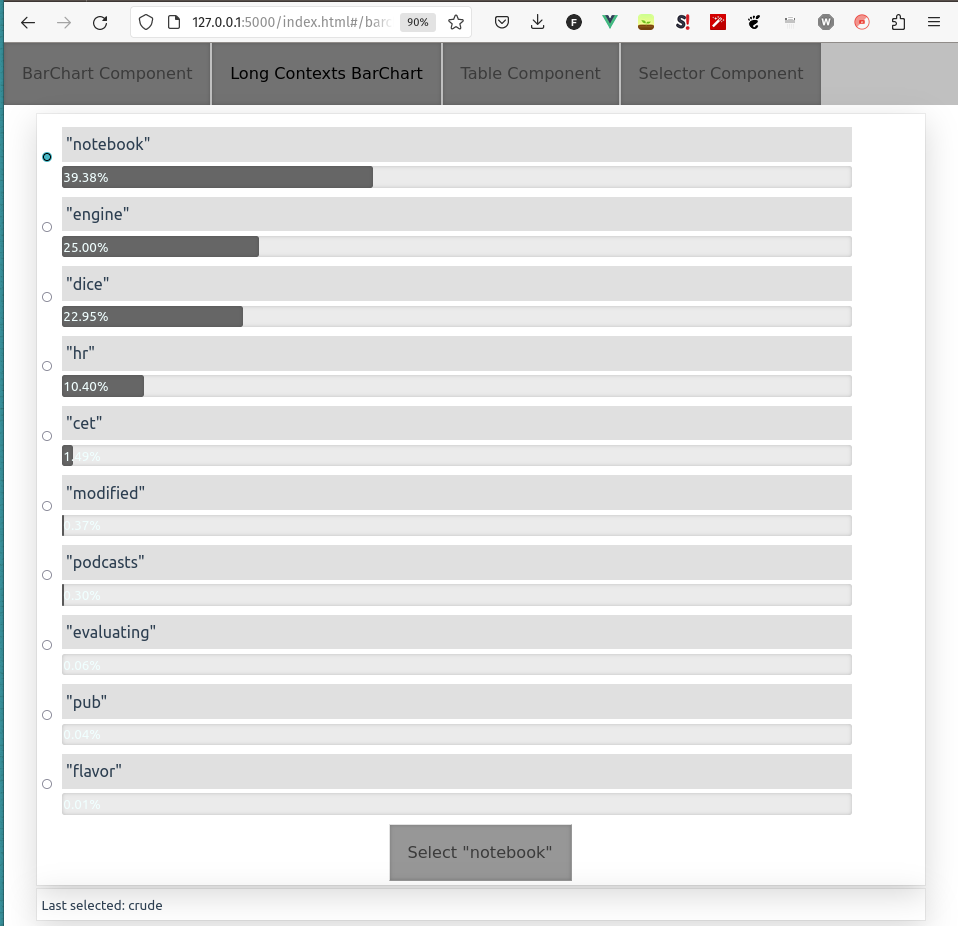 127.0.0.1:5000/index.html#/bar
90%
BarChart Component
Long Contexts BarChart
Table Component
Selector Component
"notebook"
39.38%
"engine"
25.00%
"dice"
22.95%
"hr"
10.40%
"cet"
1.49%
"modified"
0.37%
"podcasts"
0.30%
"evaluating"
0.06%
"pub"
0.04%
"flavor"
0.01%
Select "notebook"
Last selected: crude